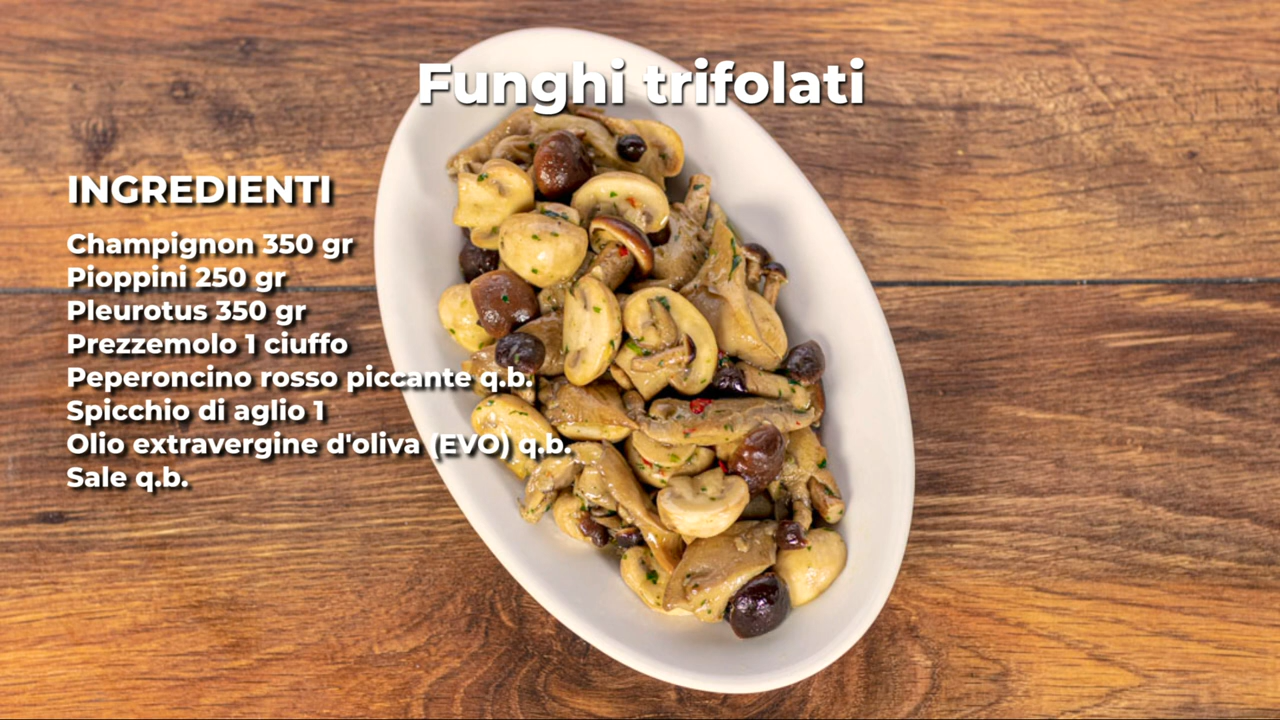 Funghi trifolati
INGREDIENTI
Champignon 350 gr
Pioppini 250 gr
Pleurotus 350 gr
Prezzemolo 1 ciuffo
Peperoncino rosso piccante q.b.
Spicchio di aglio 1
Olio extravergine d'oliva (EVO) q.b.
Sale q.b.